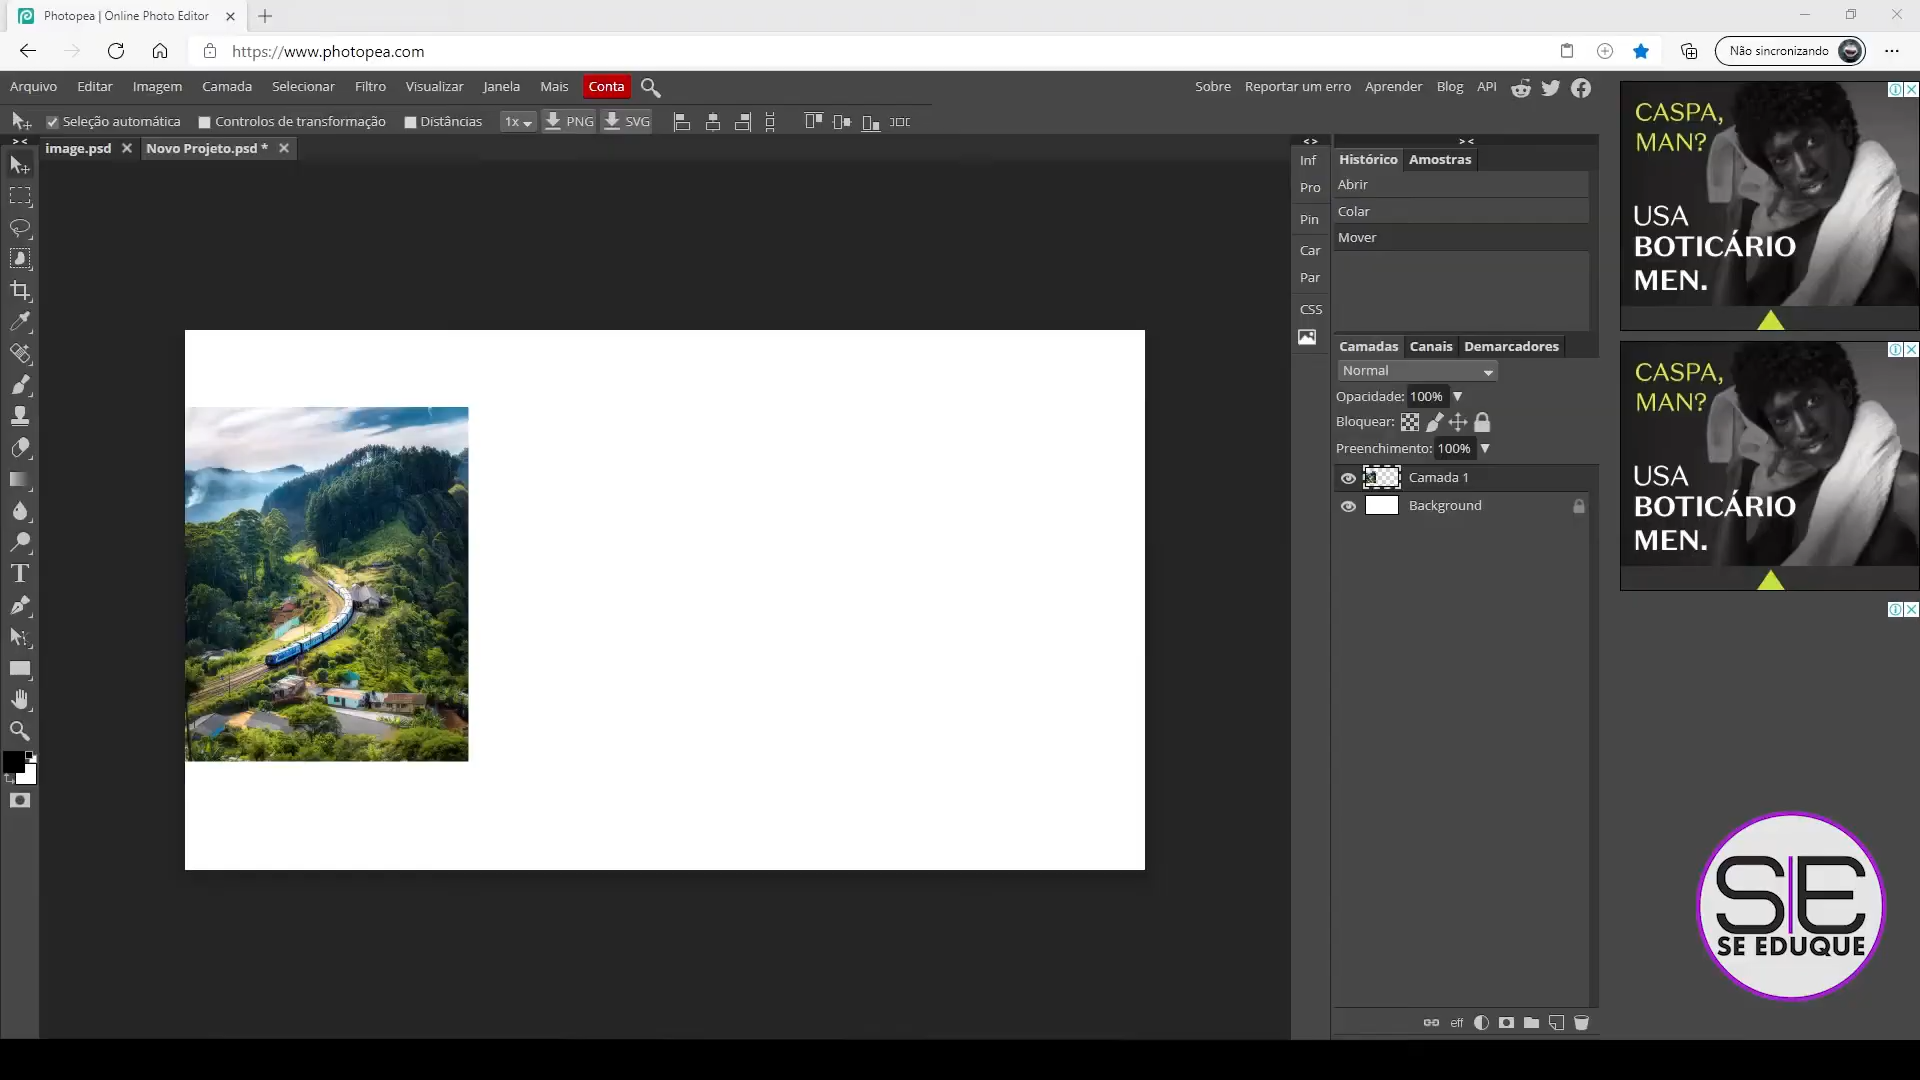 Photopea | Online Photo Editor
https://www.photopea.com
Não sincronizando
Arquivo Editar Imagem Camada Selecionar Filtro Visualizar Janela Mais Conta
Sobre Reportar um erro Aprender Blog API
Seleção automática Controlos de transformação Distâncias 1x PNG SVG
image.psd Novo Projeto.psd *
Inf
Pro
Pin
Car
Par
CSS
Histórico Amostras
Abrir
Colar
Mover
Camadas Canais Demarcadores
Normal
Opacidade: 100%
Bloquear:
Preenchimento: 100%
Camada 1
Background
eff
CASPA,
MAN?
USA
BOTICÁRIO
MEN.
CASPA,
MAN?
USA
BOTICÁRIO
MEN.
SE
SE EDUQUE